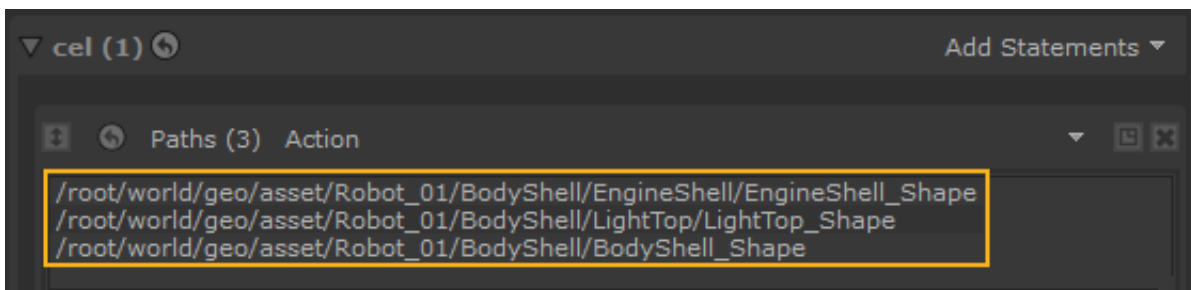 cel (1)
Add Statements
Paths (3) Action
/root/world/geo/asset/Robot_01/BodyShell/EngineShell/EngineShell_Shape
/root/world/geo/asset/Robot_01/BodyShell/LightTop/LightTop_Shape
/root/world/geo/asset/Robot_01/BodyShell/BodyShell_Shape